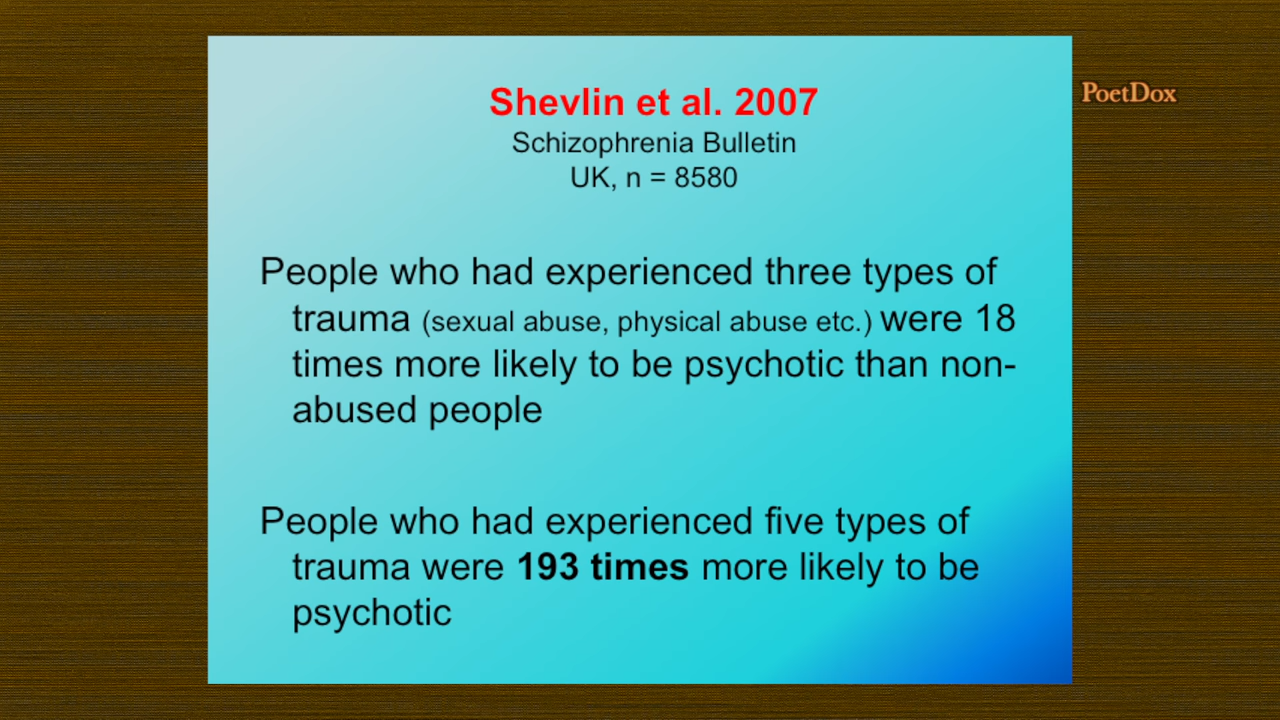 Shevlin et al. 2007
PoetDox
Schizophrenia Bulletin
UK, n = 8580
People who had experienced three types of
trauma (sexual abuse, physical abuse etc.) were 18
times more likely to be psychotic than non-
abused people
People who had experienced five types of
trauma were 193 times more likely to be
psychotic